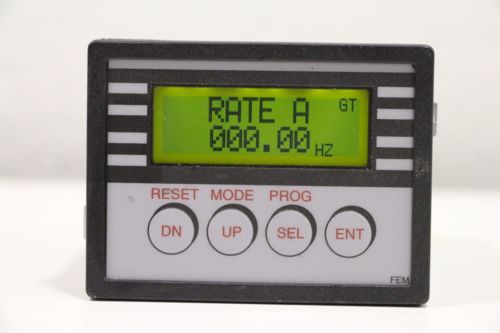 RATE A GT
000.00 HZ
RESET MODE PROG
DN UP SEL ENT
FEM